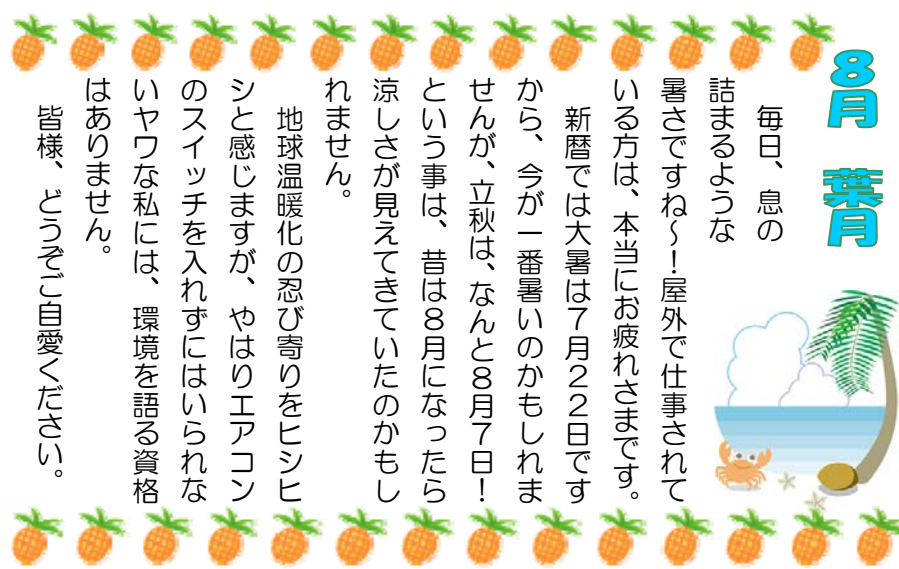 8月 葉月
毎日、息の
詰まるような
暑さですね～！屋外で仕事されて
いる方は、本当にお疲れさまです。
新暦では大暑は７月２２日です
から、今が一番暑いのかもしれま
せんが、立秋は、なんと８月７日！
という事は、昔は８月になったら
涼しさが見えてきていたのかもし
れません。
地球温暖化の忍び寄りをヒシヒ
シと感じますが、やはりエアコン
のスイッチを入れずにはいられな
いヤワな私には、環境を語る資格
はありません。
皆様、どうぞご自愛ください。